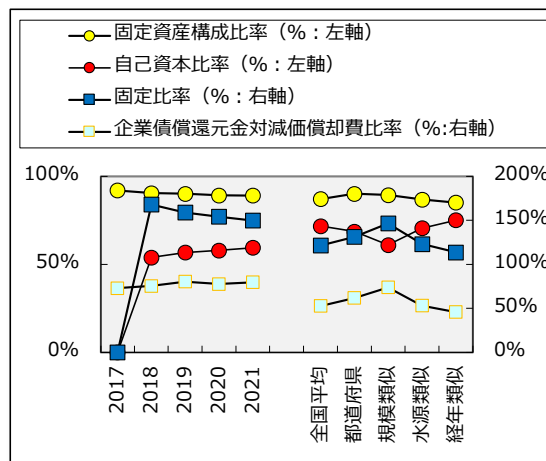 固定資産構成比率（%：左軸）
自己資本比率（%：左軸）
固定比率（%：右軸）
企業債償還元金対減価償却費比率（%:右軸）
100%
50%
0%
200%
150%
100%
50%
0%
2017
2018
2019
2020
2021
全国平均
都道府県
規模類似
水源類似
経年類似